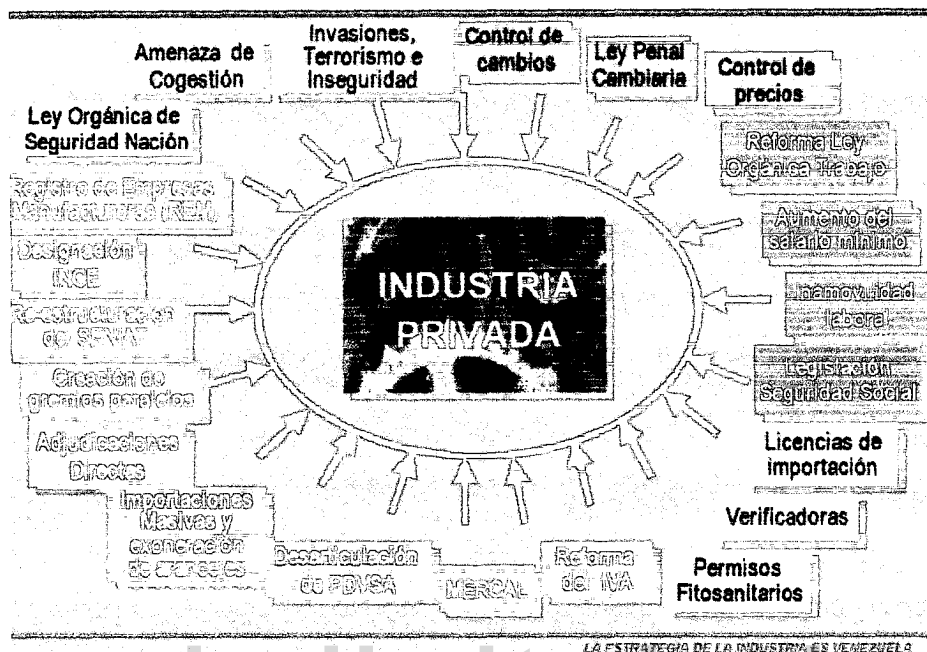 Amenaza de
Cogestión
Invasiones,
Terrorismo e
Inseguridad
Control de
cambios
Ley Penal
Cambiaria
Control de
precios
Ley Orgánica de
Seguridad Nación
Reforma Ley
Orgánica Trabajo
Registro de Empresas
Manufactureras (REM)
Aumento del
salario mínimo
Designación
INCE
INDUSTRIA
PRIVADA
Inamovilidad
laboral
Re-estructuración
de SENIAT
Creación de
gremios paralelos
Legislación
Seguridad Social
Adjudicaciones
Directas
Licencias de
importación
Importaciones
Masivas y
exoneración
de aranceles
Verificadoras
Desarticulación
de PDVSA
MERCAL
Reforma
del IVA
Permisos
Fitosanitarios
LA ESTRATEGIA DE LA INDUSTRIA ES VENEZUELA